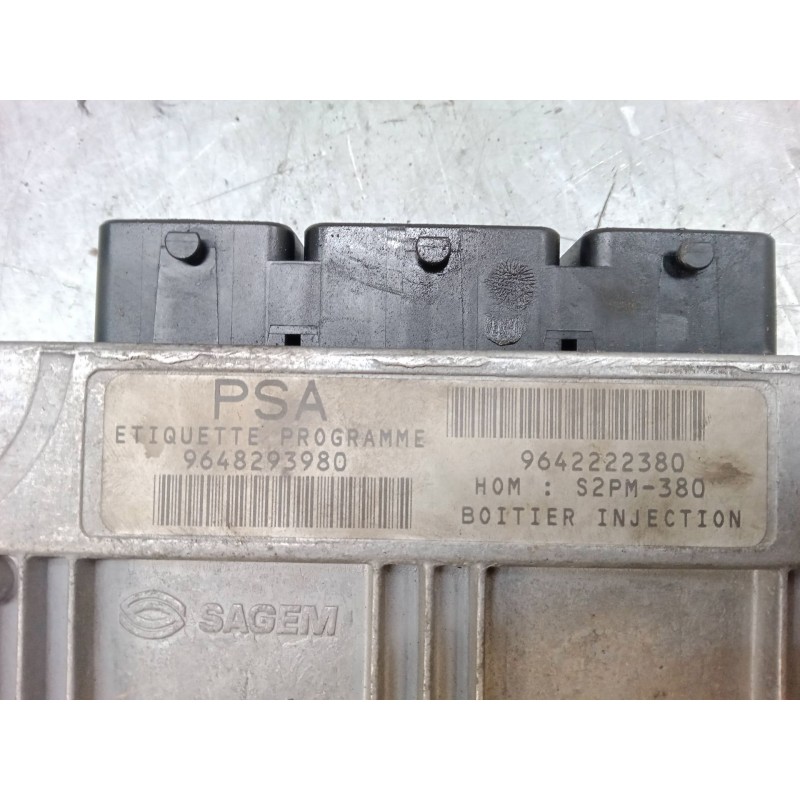 PSA
ETIQUETTE PROGRAMME
9648293980
9642222380
HOM : S2PM-380
BOITIER INJECTION
SAGEM